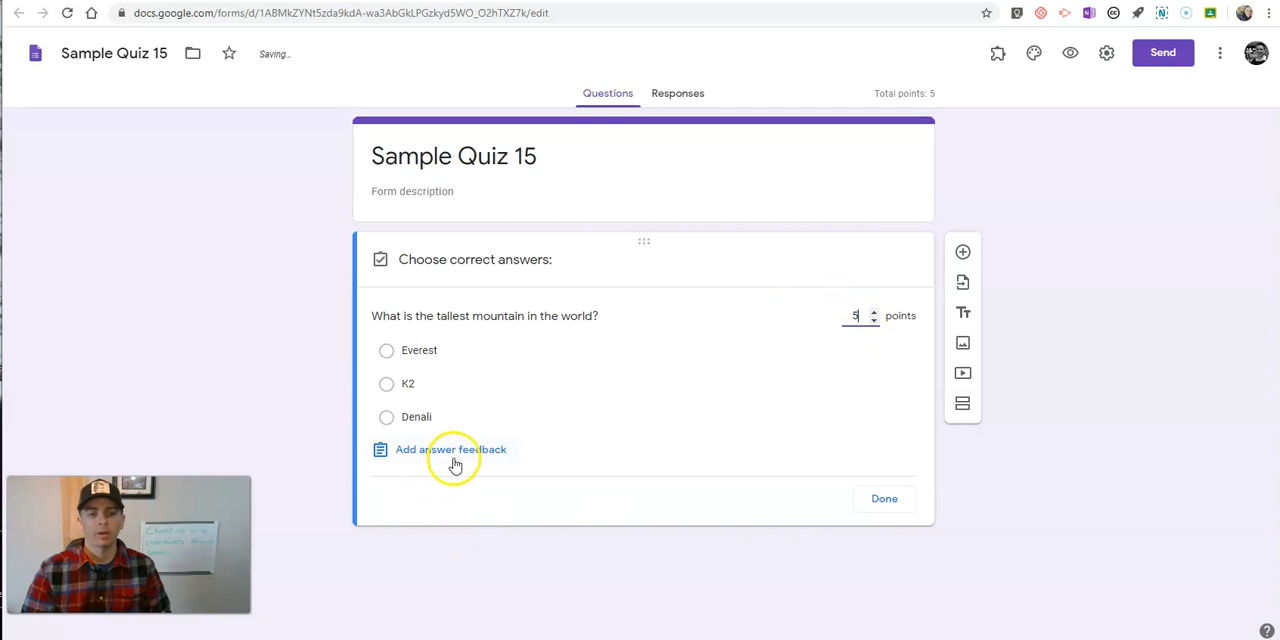 docs.google.com/forms/d/1ABMkZYNt5zda9kdA-wa3AbGkLPGzkyd5WO_O2hTXZ7k/edit
Sample Quiz 15
Saving...
Send
Questions
Responses
Total points: 5
Sample Quiz 15
Form description
Choose correct answers:
What is the tallest mountain in the world?
5 points
Everest
K2
Denali
Add answer feedback
Done